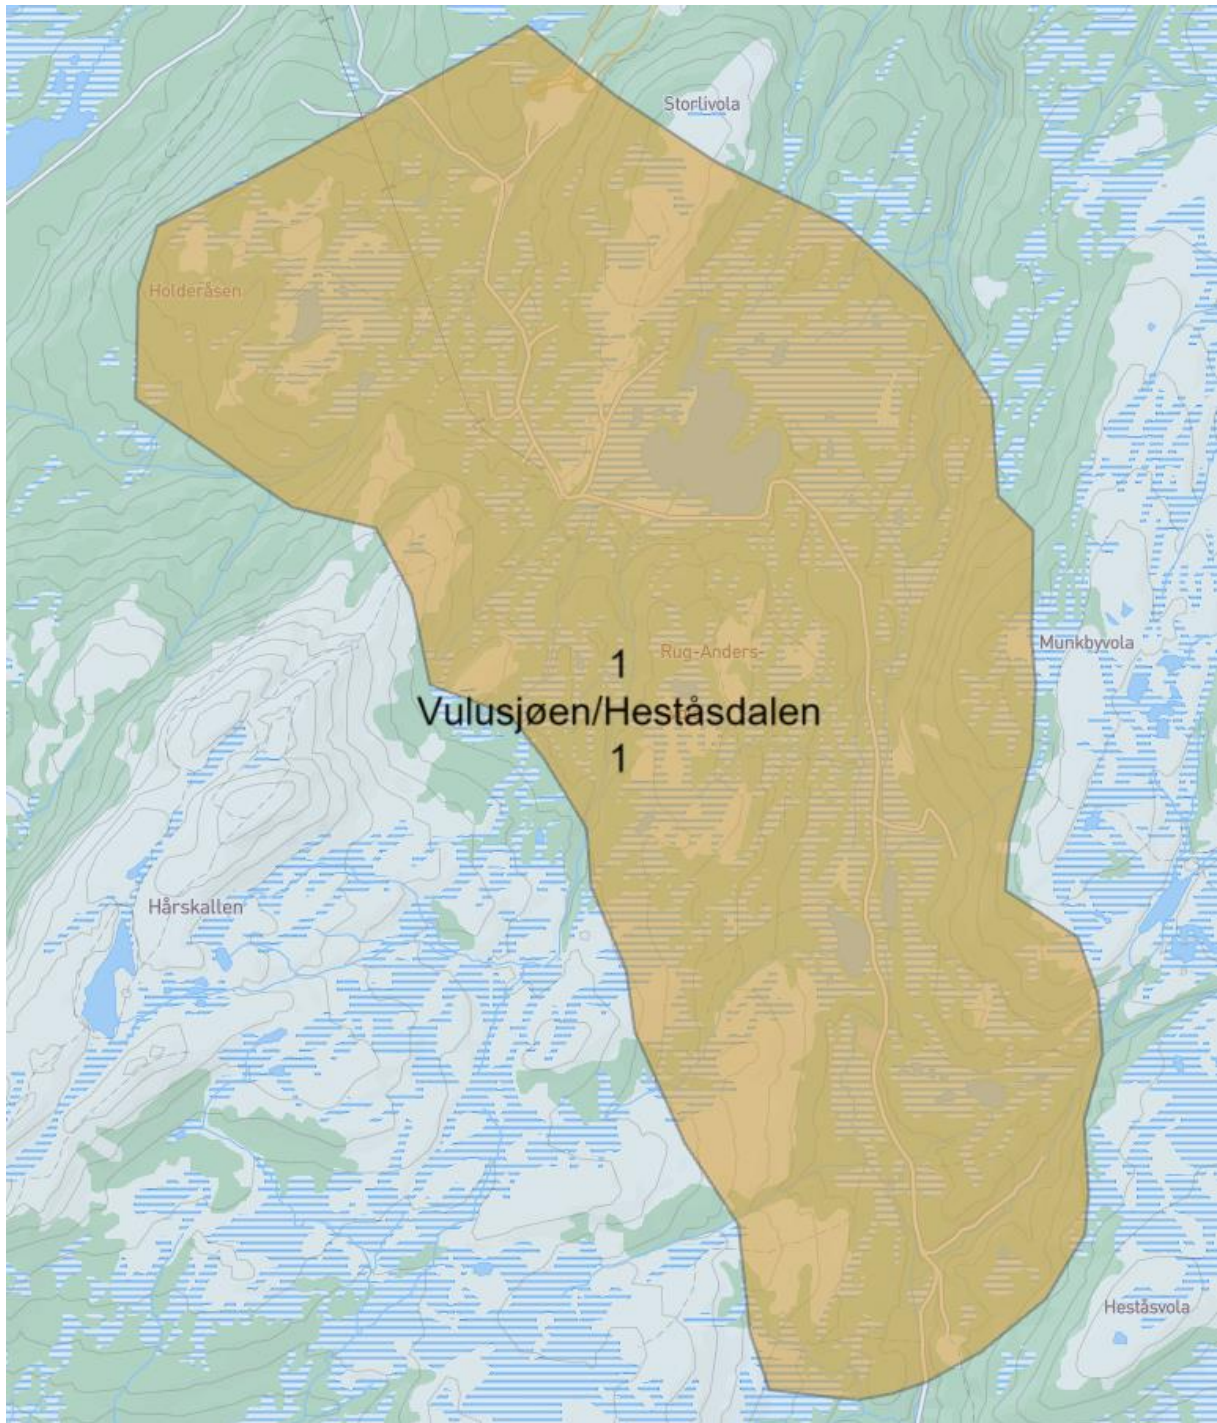 Storlivola
Holderåsen
Munkbyvola
Rug-Anders-
1
Vulusjøen/Heståsdalen
1
Hårskallen
Heståsvola